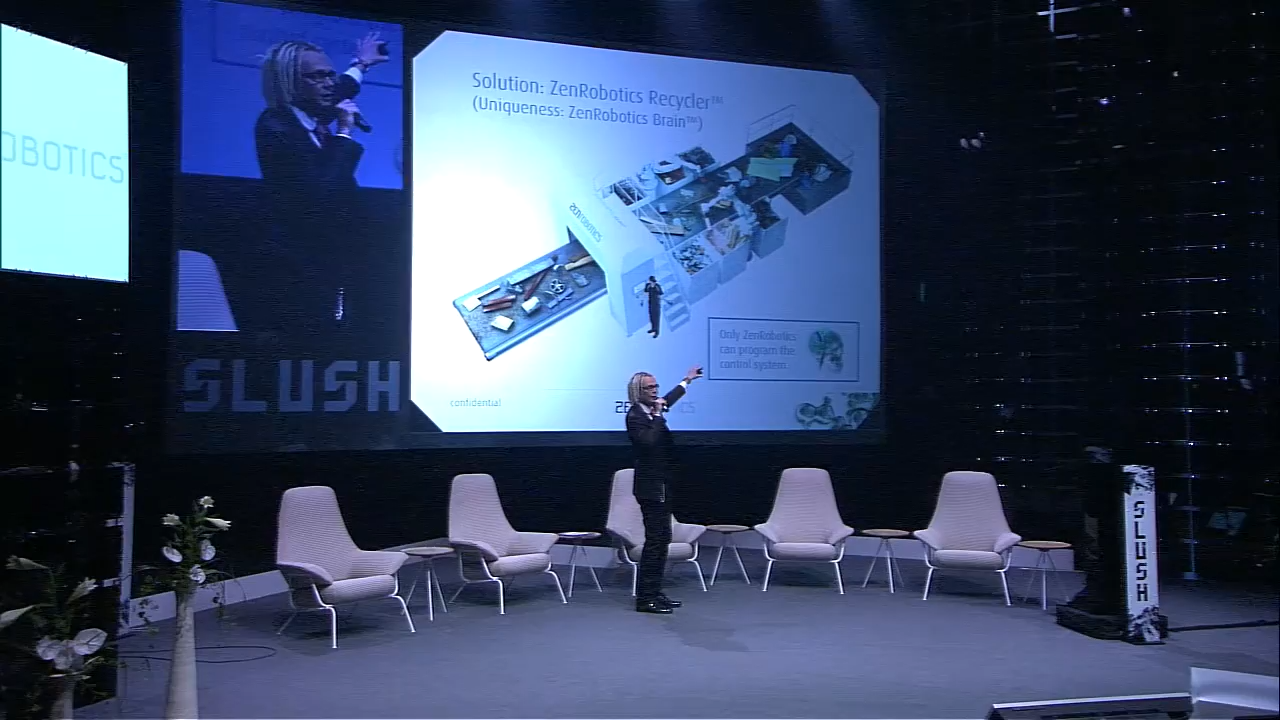 OBOTICS
Solution: ZenRobotics Recycler™
(Uniqueness: ZenRobotics Brain™)
ZENROBOTICS
Only ZenRobotics
can program the
control system.
confidential
SLUSH
SLUSH